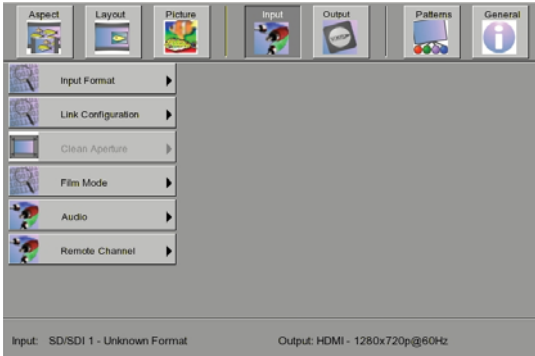 Aspect Layout Picture Input Output Patterns General
Input Format
Link Configuration
Clean Aperture
Film Mode
Audio
Remote Channel
Input: SD/SDI 1 - Unknown Format Output: HDMI - 1280x720p@60Hz